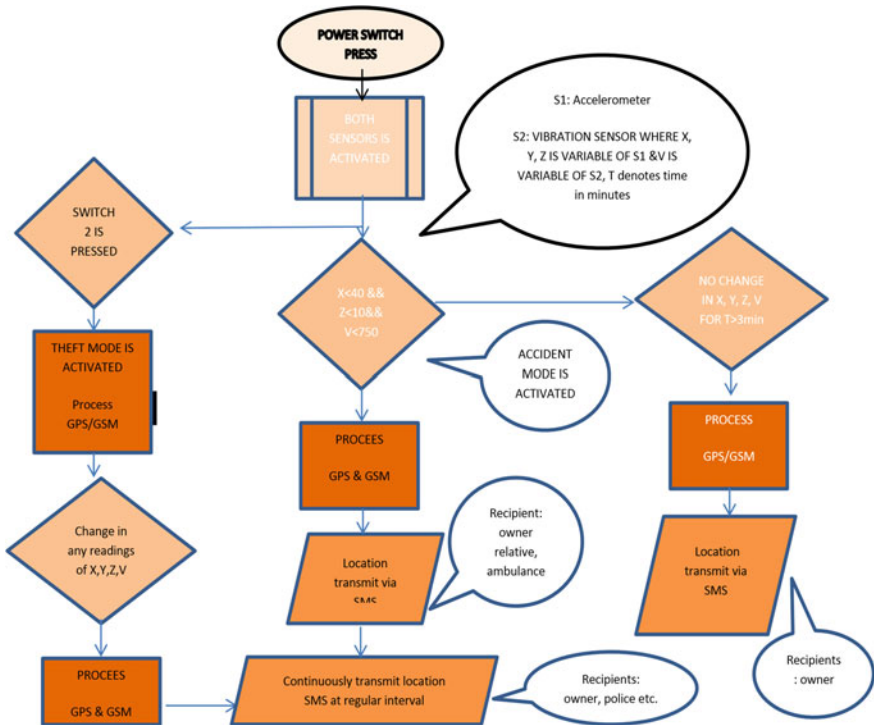 POWER SWITCH
PRESS
BOTH
SENSORS IS
ACTIVATED
S1: Accelerometer
S2: VIBRATION SENSOR WHERE X,
Y, Z IS VARIABLE OF S1 &V IS
VARIABLE OF S2, T denotes time
in minutes
SWITCH
2 IS
PRESSED
X<40 &&
Z<10&&
V<750
NO CHANGE
IN X, Y, Z, V
FOR T>3min
THEFT MODE IS
ACTIVATED
Process
GPS/GSM
ACCIDENT
MODE IS
ACTIVATED
PROCEES
GPS & GSM
PROCESS
GPS/GSM
Change in
any readings
of X,Y,Z,V
Location
transmit via
SMS
Recipient:
owner
relative,
ambulance
Location
transmit via
SMS
PROCEES
GPS & GSM
Continuously transmit location
SMS at regular interval
Recipients:
owner, police etc.
Recipients
: owner